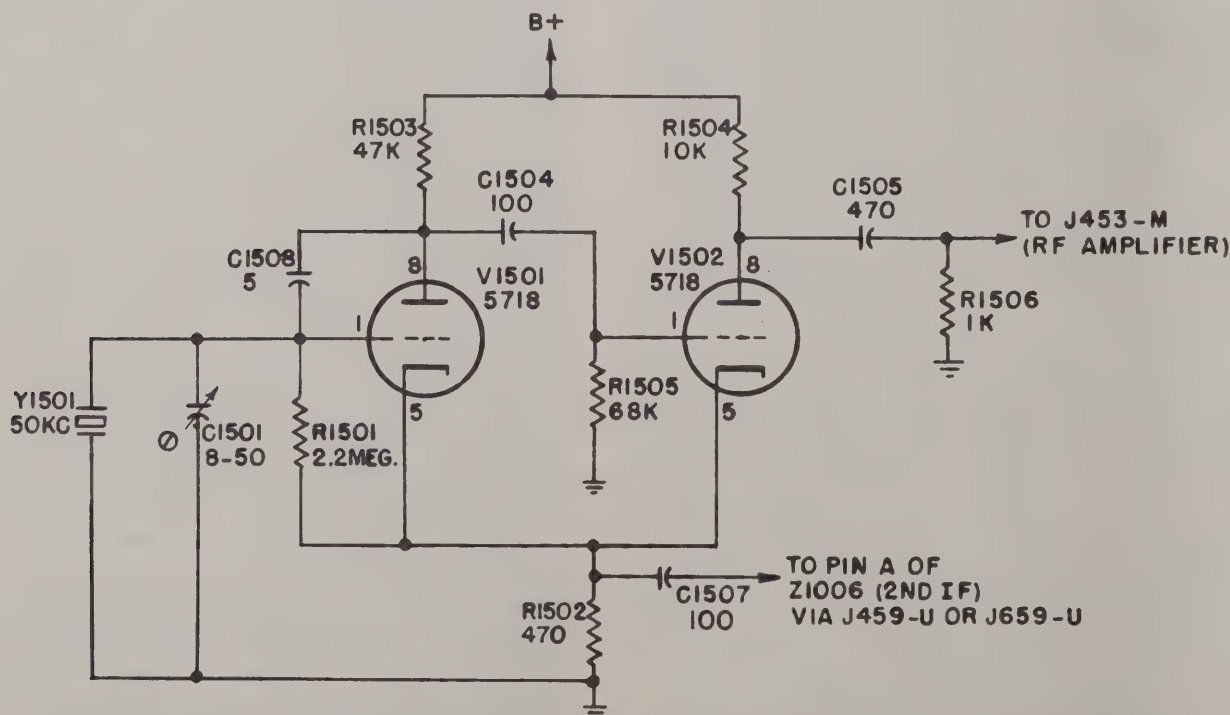 B+
R1503
47K
R1504
10K
C1504
100
C1505
470
TO J453-M
(RF AMPLIFIER)
C1508
5
8
V1501
5718
V1502
5718
8
R1506
1K
1
1
Y1501
50KC
C1501
8-50
R1501
2.2MEG.
5
R1505
68K
5
TO PIN A OF
Z1006 (2ND IF)
VIA J459-U OR J659-U
C1507
100
R1502
470